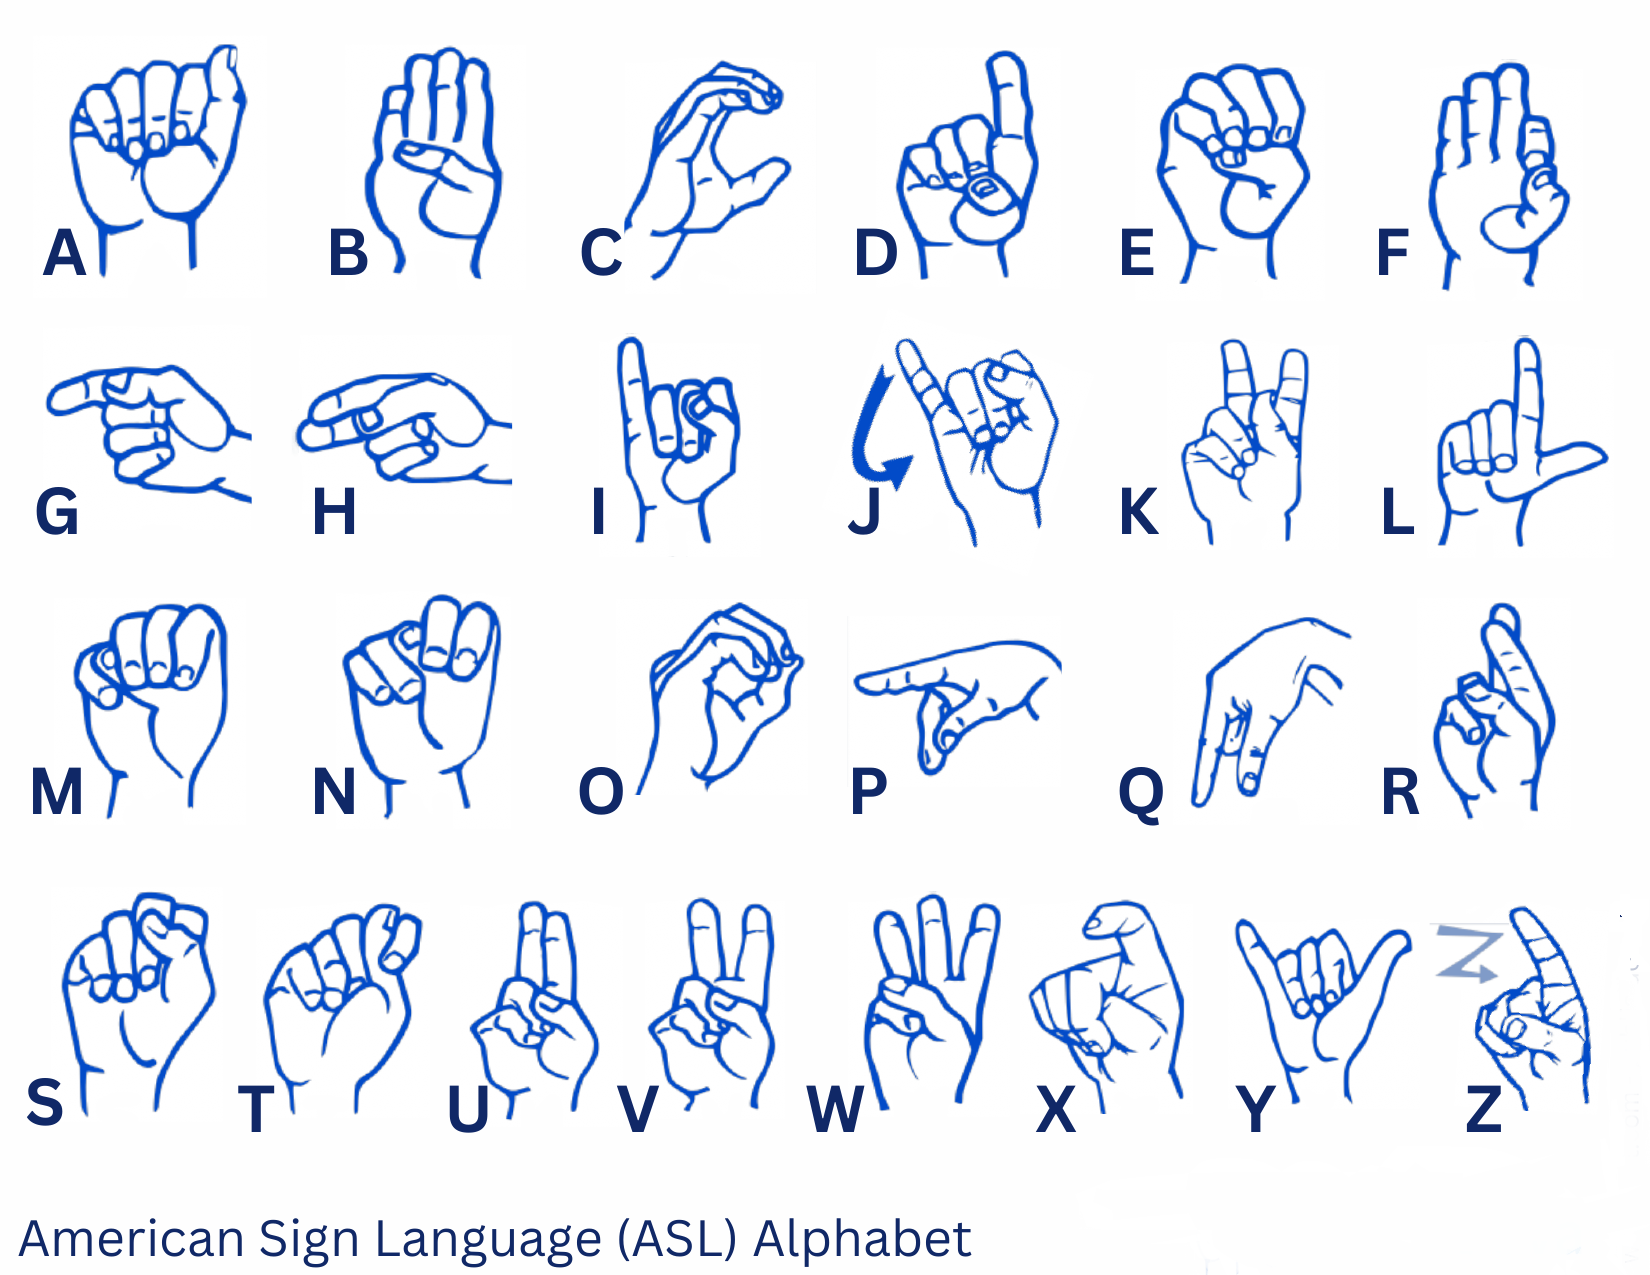 A B C D E F
G H I J K L
M N O P Q R
S T U V W X Y Z
American Sign Language (ASL) Alphabet